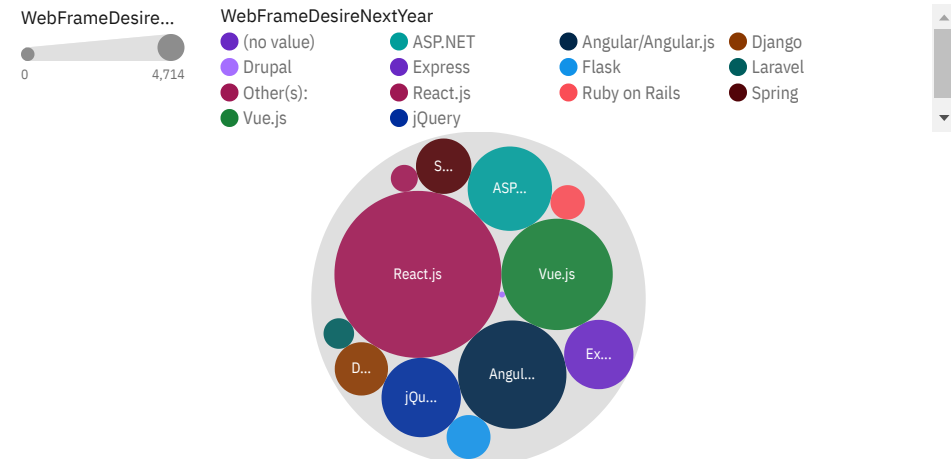 WebFrameDesire...
0
4,714
WebFrameDesireNextYear
(no value)
ASP.NET
Angular/Angular.js
Django
Drupal
Express
Flask
Laravel
Other(s):
React.js
Ruby on Rails
Spring
Vue.js
jQuery
S...
ASP...
React.js
Vue.js
Ex...
D...
Angul...
jQu...